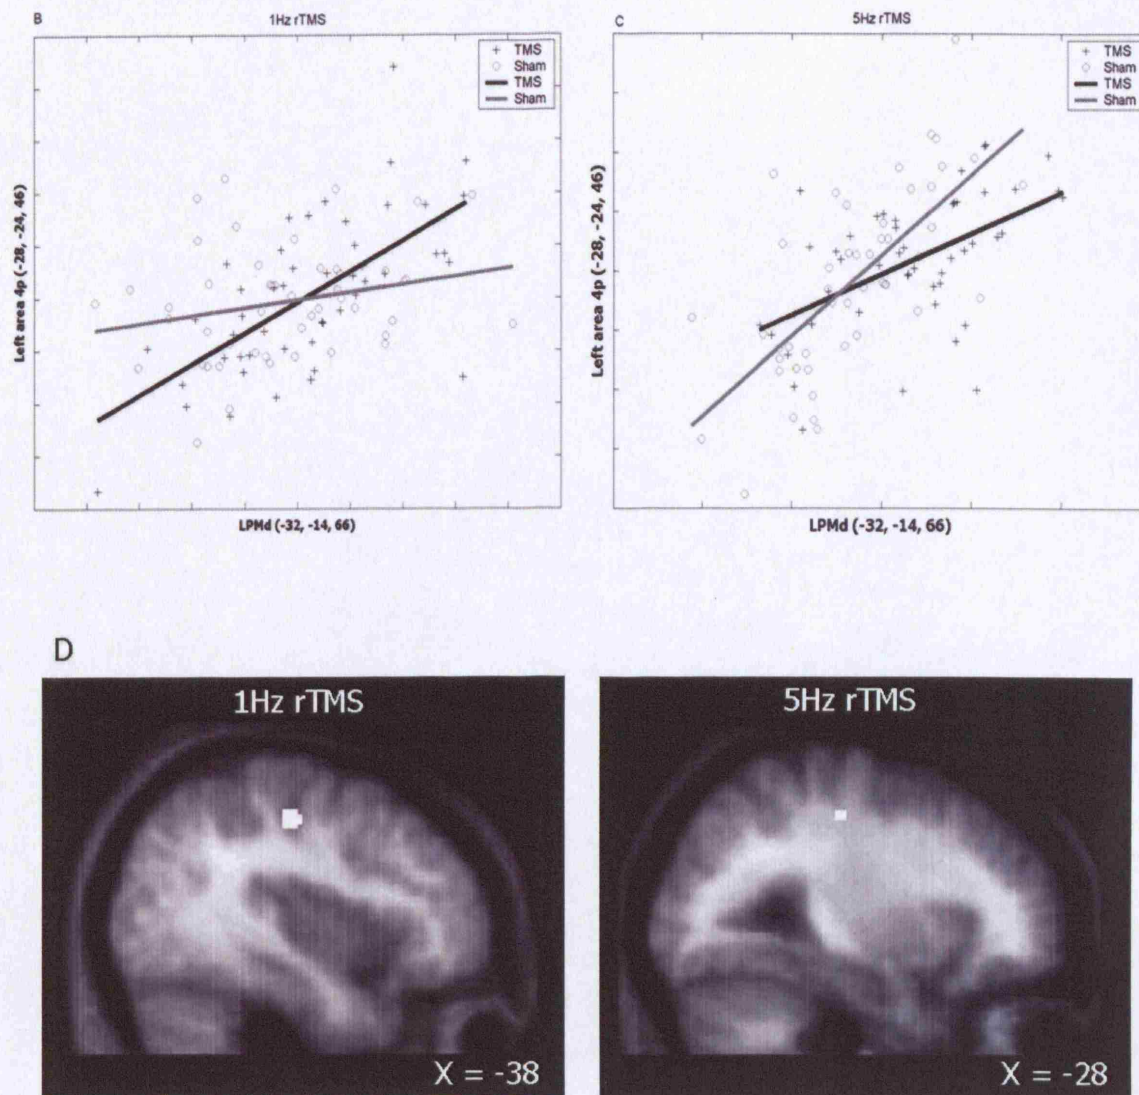 B
1Hz rTMS
+ TMS
○ Sham
TMS
Sham
Left area 4p (-28, -24, 46)
LPMd (-32, -14, 66)
C
5Hz rTMS
+ TMS
○ Sham
TMS
Sham
Left area 4p (-28, -24, 46)
LPMd (-32, -14, 66)
D
1Hz rTMS
X = -38
5Hz rTMS
X = -28